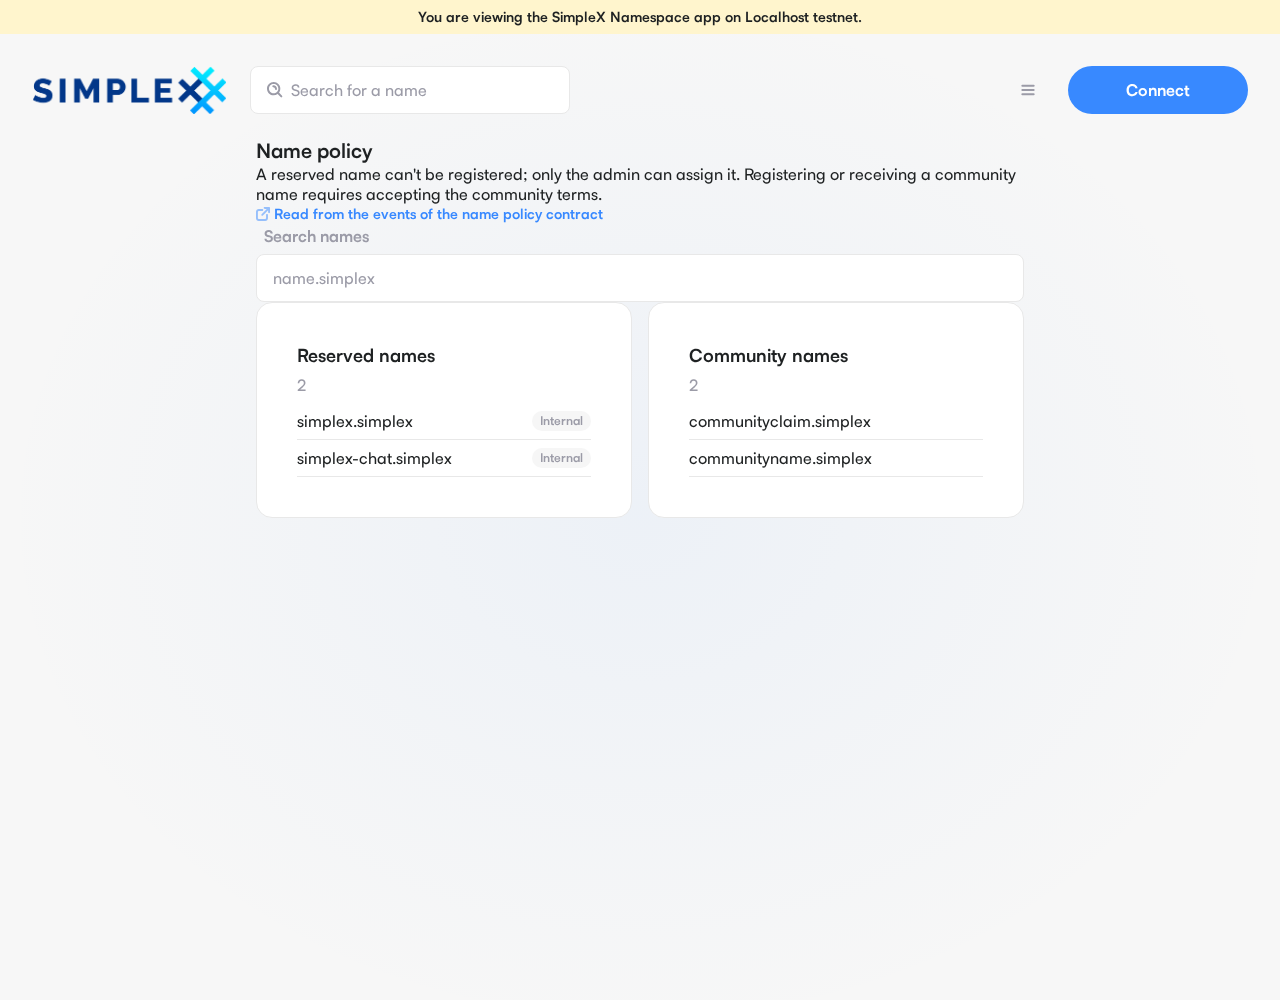 You are viewing the SimpleX Namespace app on Localhost testnet.
SIMPLEX
Search for a name
Connect
Name policy
A reserved name can't be registered; only the admin can assign it. Registering or receiving a community
name requires accepting the community terms.
Read from the events of the name policy contract
Search names
name.simplex
Reserved names
2
simplex.simplex Internal
simplex-chat.simplex Internal
Community names
2
communityclaim.simplex
communityname.simplex